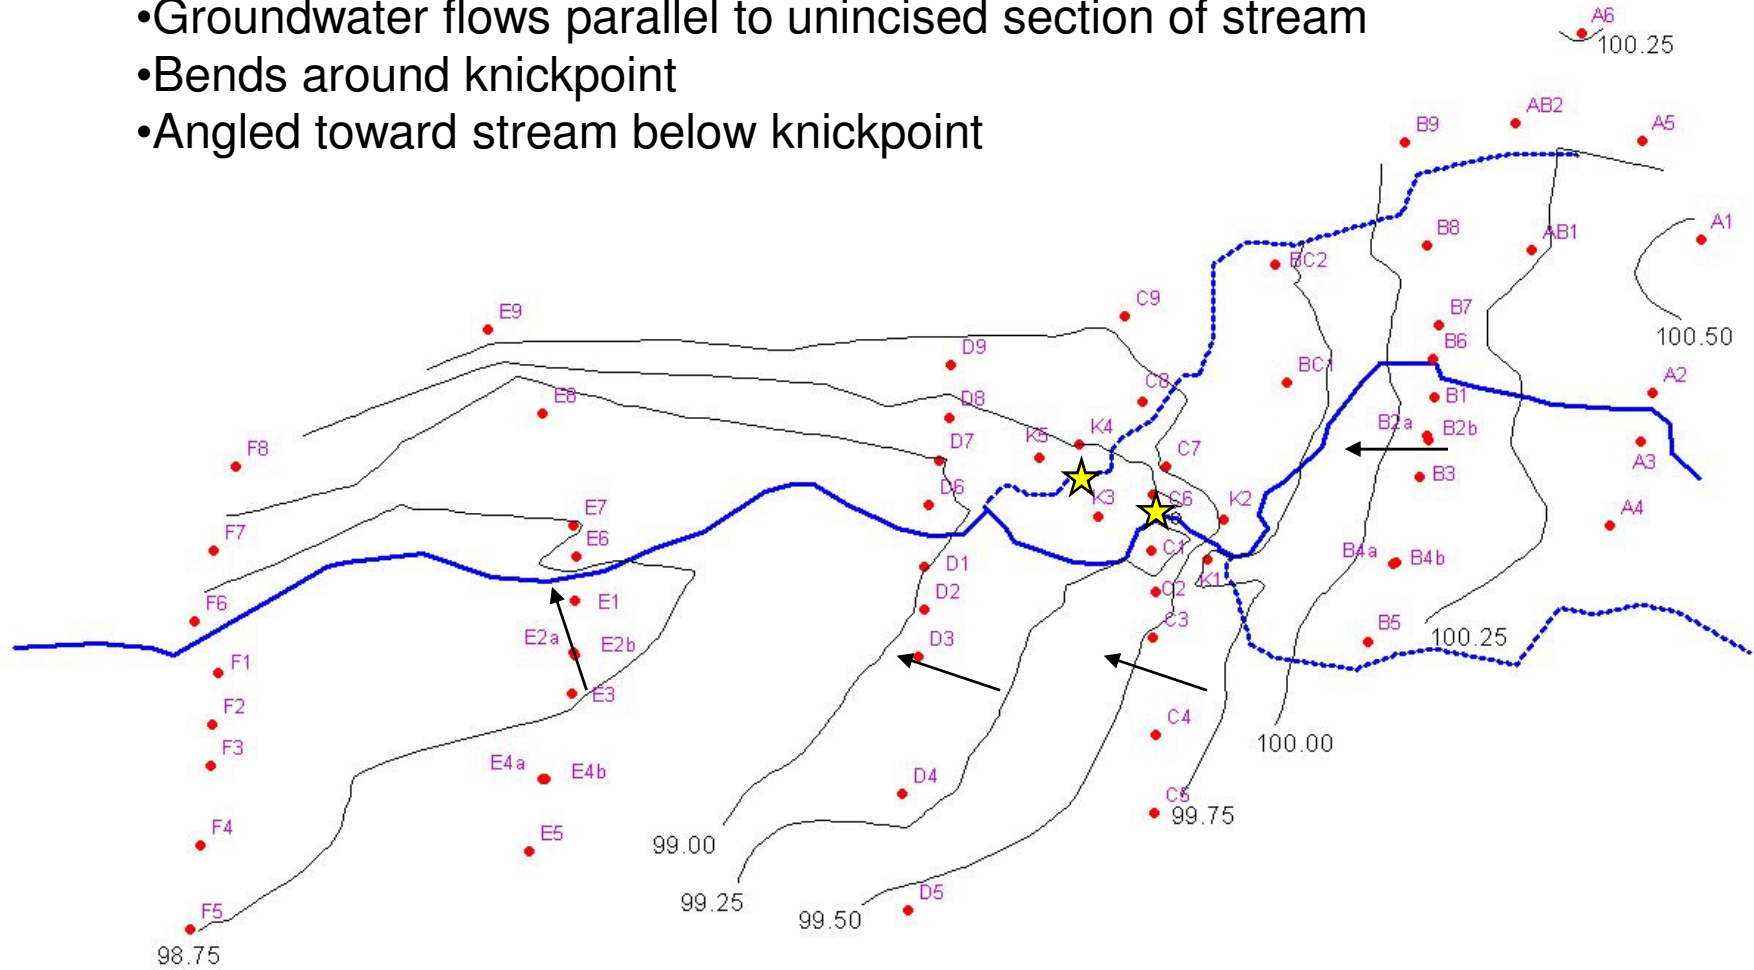 •Groundwater flows parallel to unincised section of stream
•Bends around knickpoint
•Angled toward stream below knickpoint
A6
100.25
AB2
B9
A5
A1
B8
AB1
BC2
C9
E9
B7
100.50
B6
D9
BC1
A2
C8
E8
D8
B1
B2a
B2b
K4
K5
D7
C7
F8
A3
B3
D6
K3
C6
K2
E7
A4
F7
E6
C1
B4a
B4b
D1
K1
D2
C2
F6
E1
C3
B5
E2a
E2b
D3
100.25
F1
E3
F2
C4
100.00
F3
E4a
E4b
D4
C5
99.75
F4
E5
99.00
D5
99.25
99.50
F5
98.75